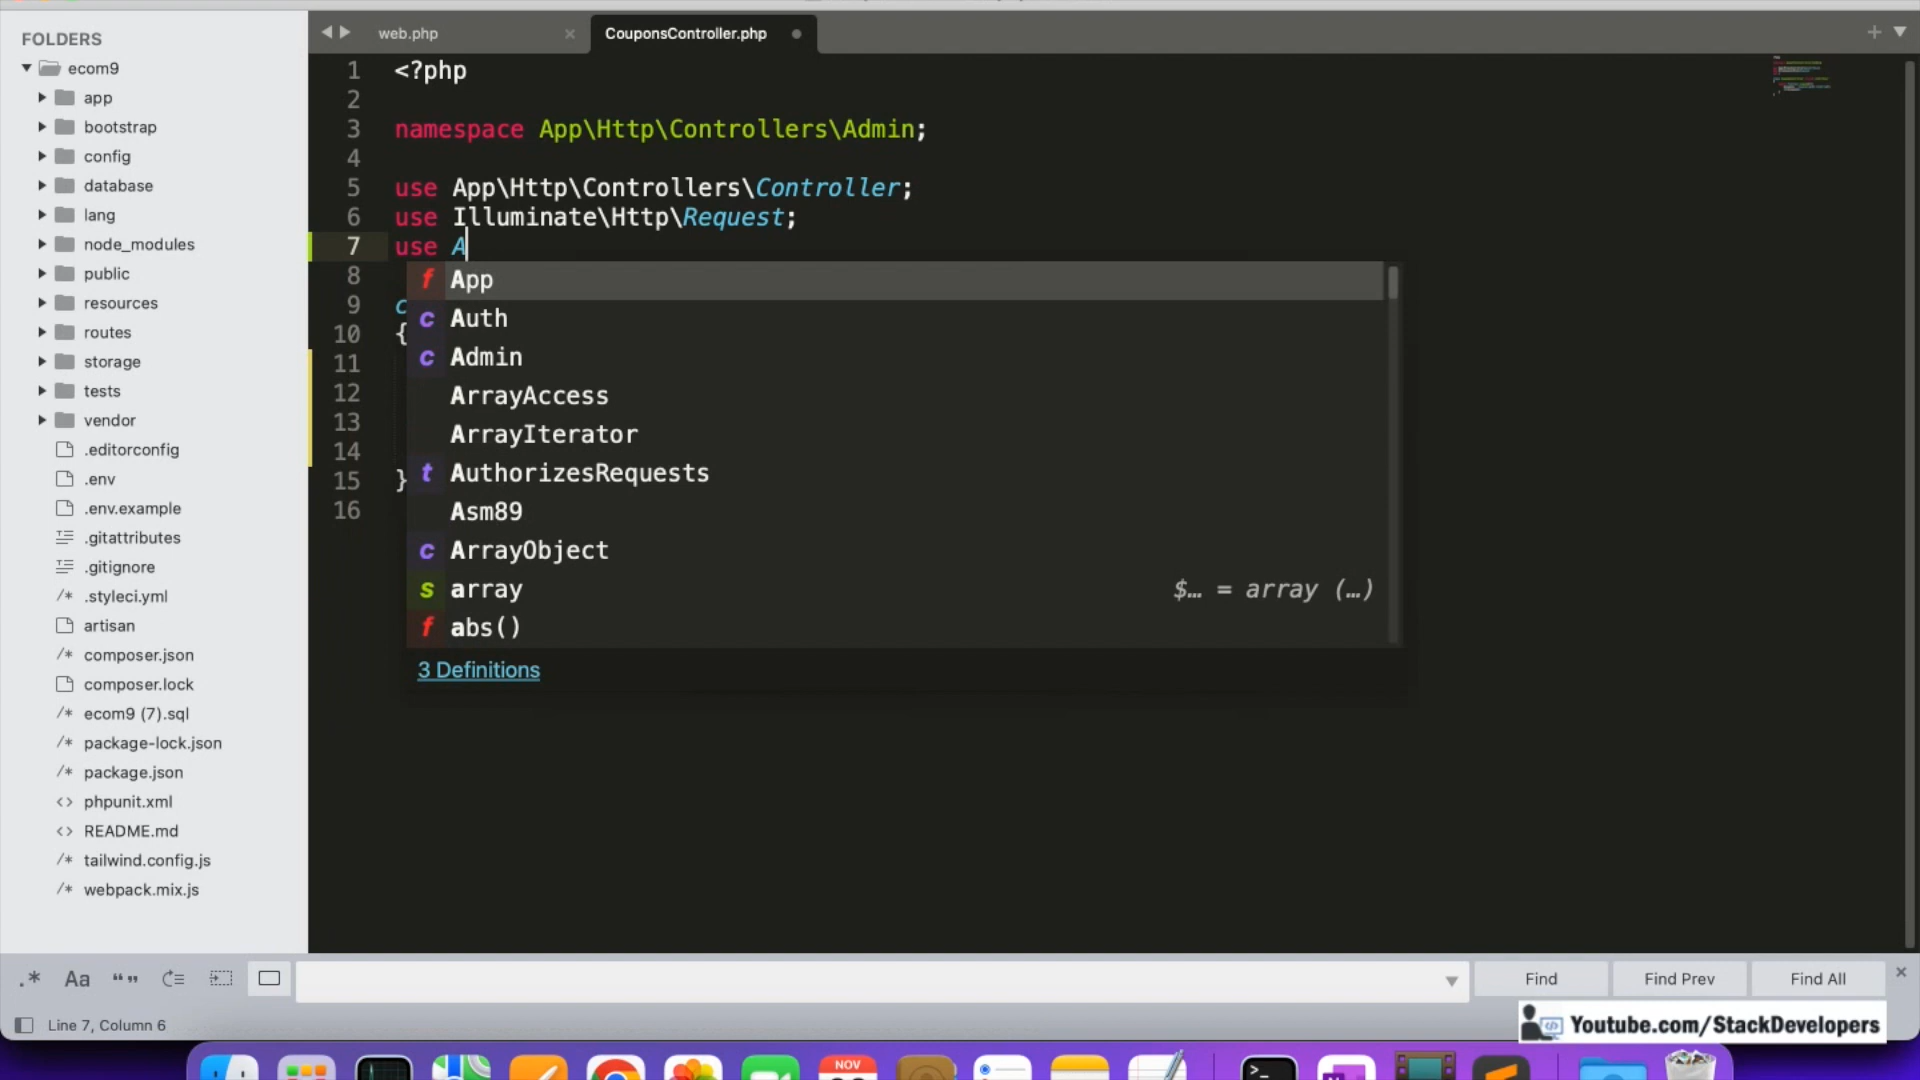 FOLDERS
ecom9
app
bootstrap
config
database
lang
node_modules
public
resources
routes
storage
tests
vendor
.editorconfig
.env
.env.example
.gitattributes
.gitignore
/* .styleci.yml
artisan
/* composer.json
composer.lock
/* ecom9 (7).sql
/* package-lock.json
/* package.json
<> phpunit.xml
<> README.md
/* tailwind.config.js
/* webpack.mix.js
web.php
CouponsController.php
1 <?php
2
3 namespace App\Http\Controllers\Admin;
4
5 use App\Http\Controllers\Controller;
6 use Illuminate\Http\Request;
7 use A
8
9 c
10 {
11
12
13
14
15 }
16
f App
c Auth
c Admin
ArrayAccess
ArrayIterator
t AuthorizesRequests
Asm89
c ArrayObject
s array $… = array (…)
f abs()
3 Definitions
.* Aa “”
Find
Find Prev
Find All
Line 7, Column 6
Youtube.com/StackDevelopers
NOV